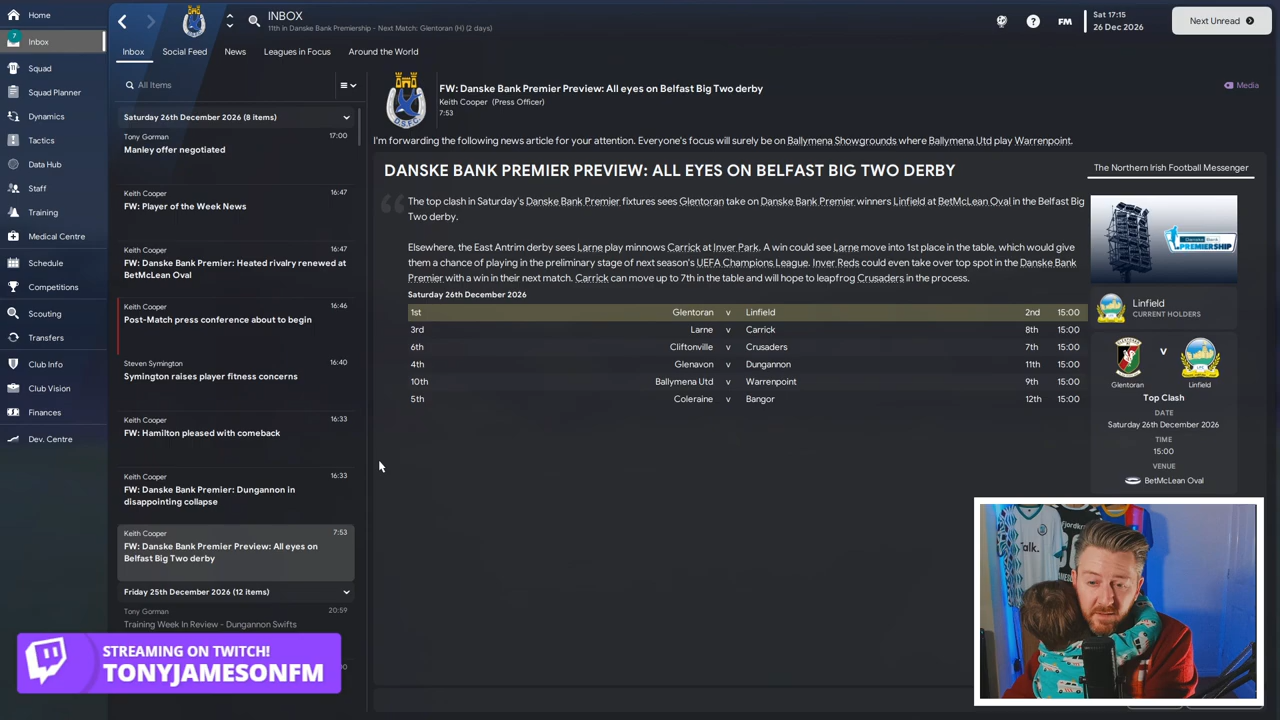 Home
7
Inbox
Squad
Squad Planner
Dynamics
Tactics
Data Hub
Staff
Training
Medical Centre
Schedule
Competitions
Scouting
Transfers
Club Info
Club Vision
Finances
Dev. Centre
INBOX
11th in Danske Bank Premiership - Next Match: Glentoran (H) (2 days)
? FM
Sat 17:15
26 Dec 2026
Next Unread
Inbox Social Feed News Leagues in Focus Around the World
All Items
Saturday 26th December 2026 (8 items)
Tony Gorman 17:00
Manley offer negotiated
Keith Cooper 16:47
FW: Player of the Week News
Keith Cooper 16:47
FW: Danske Bank Premier: Heated rivalry renewed at
BetMcLean Oval
Keith Cooper 16:46
Post-Match press conference about to begin
Steven Symington 16:40
Symington raises player fitness concerns
Keith Cooper 16:33
FW: Hamilton pleased with comeback
Keith Cooper 16:33
FW: Danske Bank Premier: Dungannon in
disappointing collapse
Keith Cooper 7:53
FW: Danske Bank Premier Preview: All eyes on
Belfast Big Two derby
Friday 25th December 2026 (12 items)
Tony Gorman 20:59
Training Week In Review - Dungannon Swifts
STREAMING ON TWITCH!
TONYJAMESONFM
D.S.F.C
FW: Danske Bank Premier Preview: All eyes on Belfast Big Two derby
Keith Cooper (Press Officer)
7:53
Media
I'm forwarding the following news article for your attention. Everyone's focus will surely be on Ballymena Showgrounds where Ballymena Utd play Warrenpoint.
DANSKE BANK PREMIER PREVIEW: ALL EYES ON BELFAST BIG TWO DERBY
The top clash in Saturday's Danske Bank Premier fixtures sees Glentoran take on Danske Bank Premier winners Linfield at BetMcLean Oval in the Belfast Big
Two derby.
Elsewhere, the East Antrim derby sees Larne play minnows Carrick at Inver Park. A win could see Larne move into 1st place in the table, which would give
them a chance of playing in the preliminary stage of next season's UEFA Champions League. Inver Reds could even take over top spot in the Danske Bank
Premier with a win in their next match. Carrick can move up to 7th in the table and will hope to leapfrog Crusaders in the process.
Saturday 26th December 2026
1st Glentoran v Linfield 2nd 15:00
3rd Larne v Carrick 8th 15:00
6th Cliftonville v Crusaders 7th 15:00
4th Glenavon v Dungannon 11th 15:00
10th Ballymena Utd v Warrenpoint 9th 15:00
5th Coleraine v Bangor 12th 15:00
The Northern Irish Football Messenger
Danske Bank
PREMIERSHIP
Linfield
CURRENT HOLDERS
V
Glentoran Linfield
Top Clash
DATE
Saturday 26th December 2026
TIME
15:00
VENUE
BetMcLean Oval
Talk.
Fjordkr